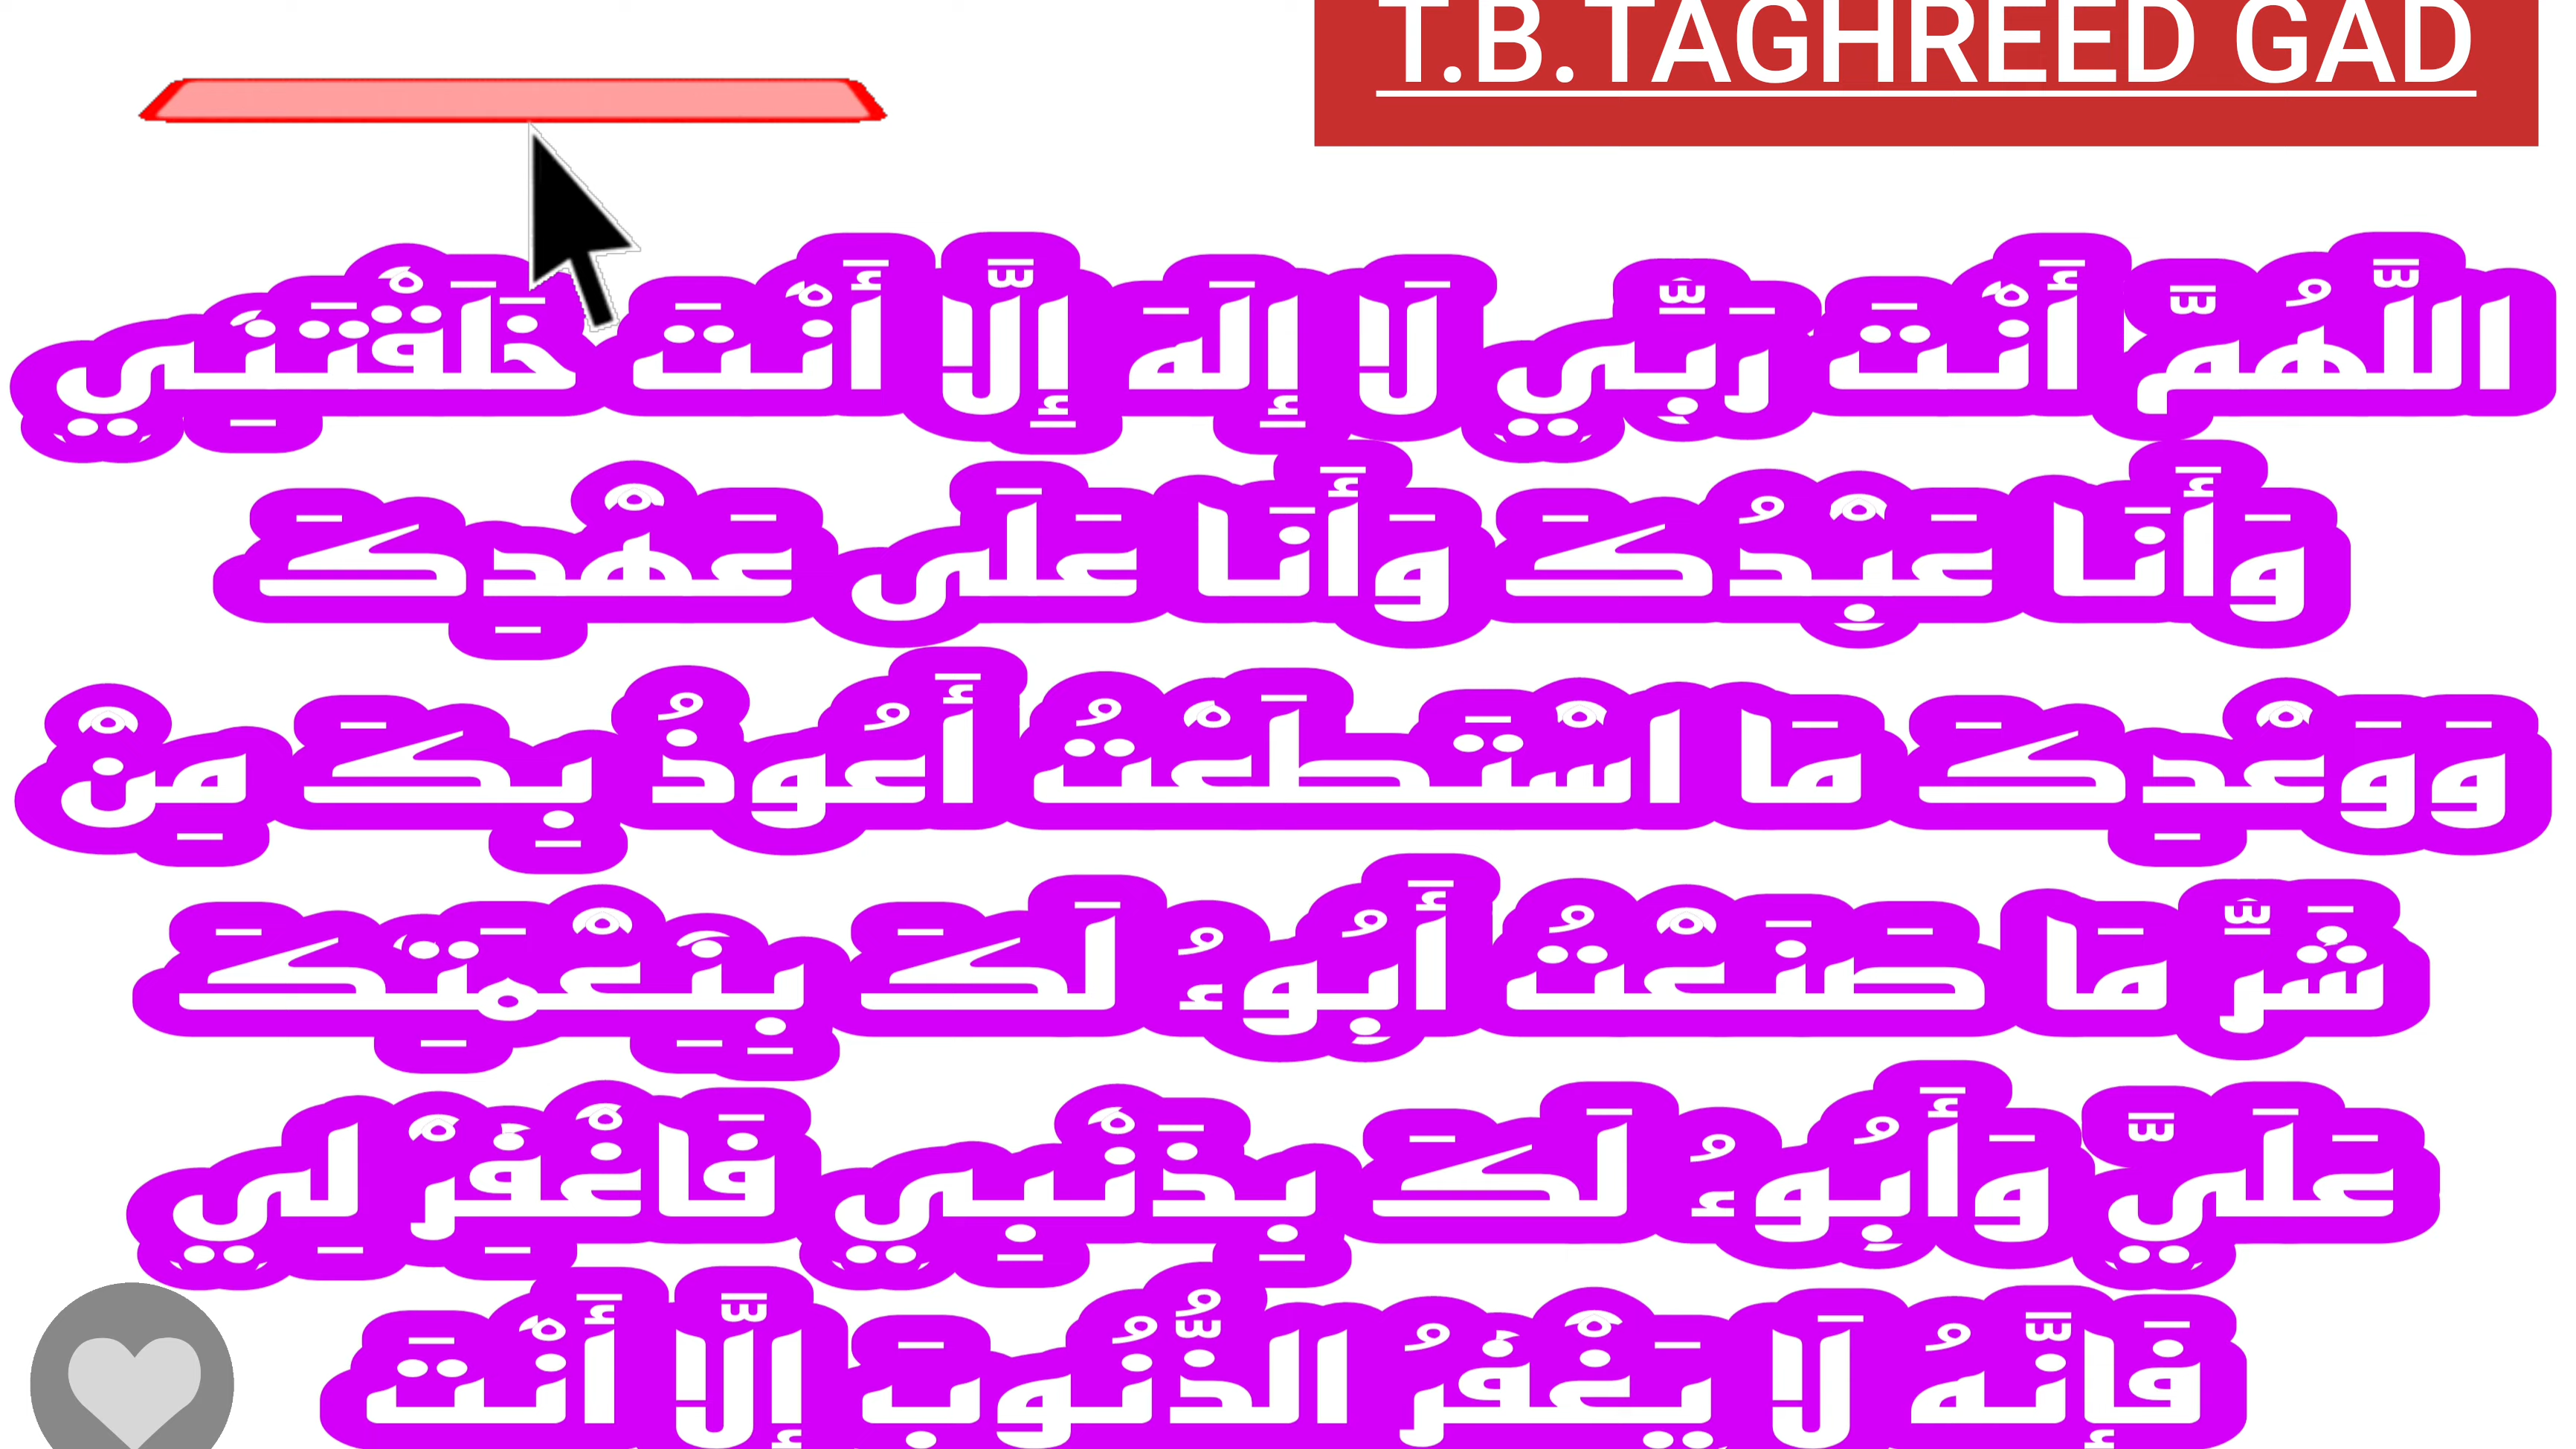 T.B.TAGHREED GAD
اللَّهُمَّ أَنْتَ رَبَّي لَا إِلَهَ إِلَّا أَنْتَ خَلَقْتَنِي
وَأَنَا عَبْدُكَ وَأَنَا عَلَى عَهْدِكَ
وَوَعْدِكَ مَا اسْتَطَعْتُ أَعُوذُ بِكَ مِنْ
شَرَّ مَا صَنَعْتُ أَبُوءُ لَكَ بِنِعْمَتِكَ
عَلَيَّ وَأَبُوءُ لَكَ بِذَنْبِي فَاغْفِرْ لِي
فَإِنَّهُ لَا يَغْفِرُ الذُّنُوبَ إِلَّا أَنْتَ